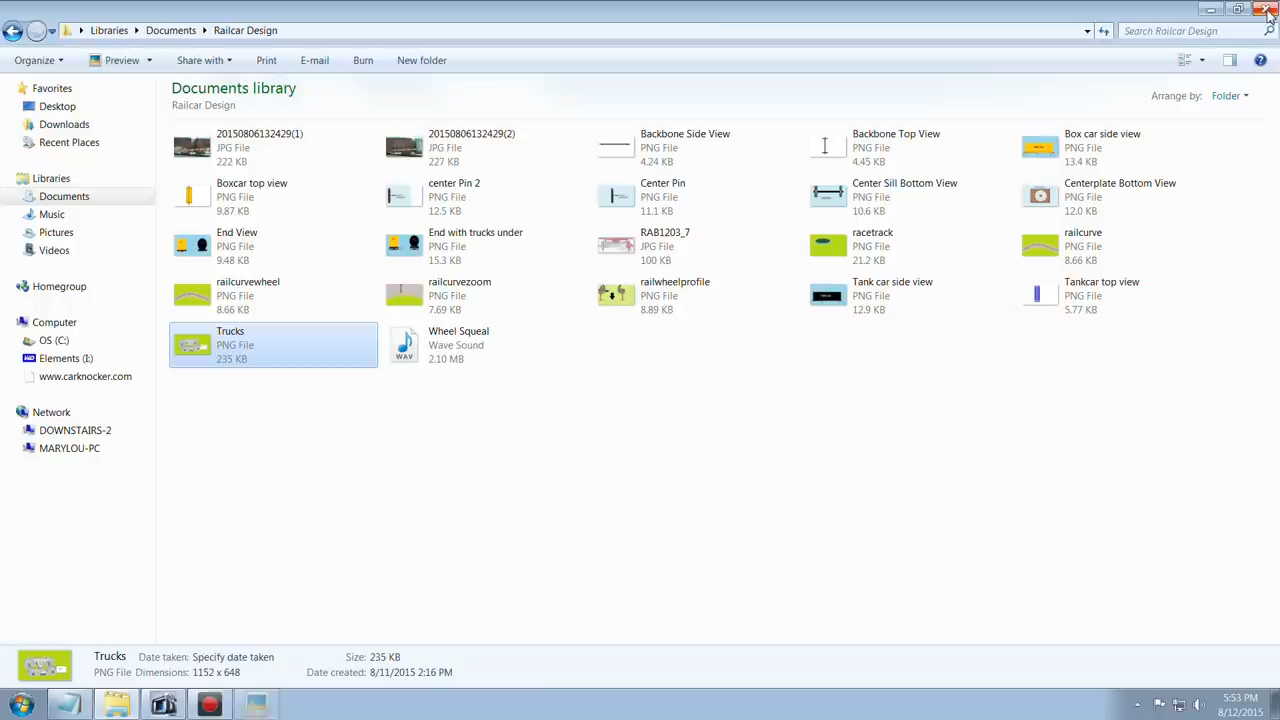 Libraries ▸ Documents ▸ Railcar Design
Search Railcar Design
Organize Preview Share with Print E-mail Burn New folder
Favorites
Desktop
Downloads
Recent Places
Libraries
Documents
Music
Pictures
Videos
Homegroup
Computer
OS (C:)
Elements (I:)
www.carknocker.com
Network
DOWNSTAIRS-2
MARYLOU-PC
Documents library
Railcar Design
Arrange by: Folder
20150806132429(1)
JPG File
222 KB
20150806132429(2)
JPG File
227 KB
Backbone Side View
PNG File
4.24 KB
Backbone Top View
PNG File
4.45 KB
Box car side view
PNG File
13.4 KB
Boxcar top view
PNG File
9.87 KB
center Pin 2
PNG File
12.5 KB
Center Pin
PNG File
11.1 KB
Center Sill Bottom View
PNG File
10.6 KB
Centerplate Bottom View
PNG File
12.0 KB
End View
PNG File
9.48 KB
End with trucks under
PNG File
15.3 KB
RAB1203_7
JPG File
100 KB
racetrack
PNG File
21.2 KB
railcurve
PNG File
8.66 KB
railcurvewheel
PNG File
8.66 KB
railcurvezoom
PNG File
7.69 KB
railwheelprofile
PNG File
8.89 KB
Tank car side view
PNG File
12.9 KB
Tankcar top view
PNG File
5.77 KB
Trucks
PNG File
235 KB
WAV
Wheel Squeal
Wave Sound
2.10 MB
Trucks Date taken: Specify date taken Size: 235 KB
PNG File Dimensions: 1152 x 648 Date created: 8/11/2015 2:16 PM
5:53 PM
8/12/2015